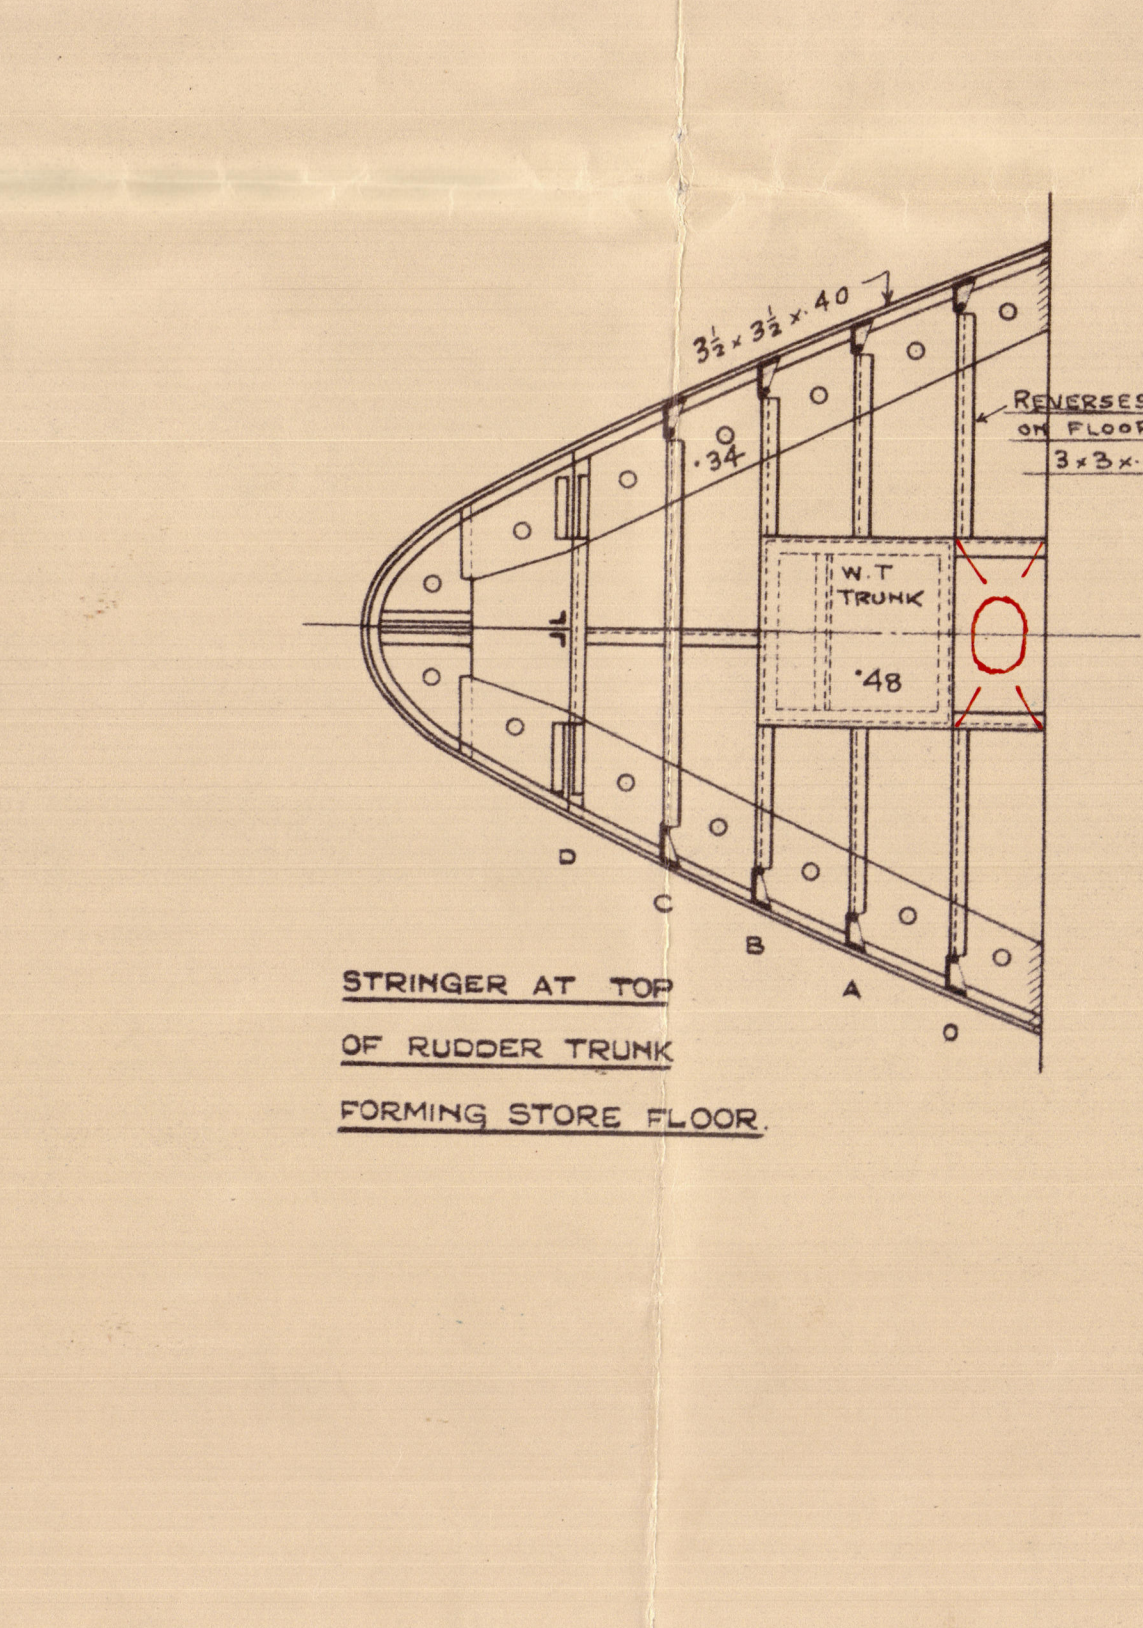 3½ x 3½ x .40
REVERSES
ON FLOOR
3 x 3 x .
.34
W.T
TRUNK
.48
D
C
B
A
O
STRINGER AT TOP
OF RUDDER TRUNK
FORMING STORE FLOOR.